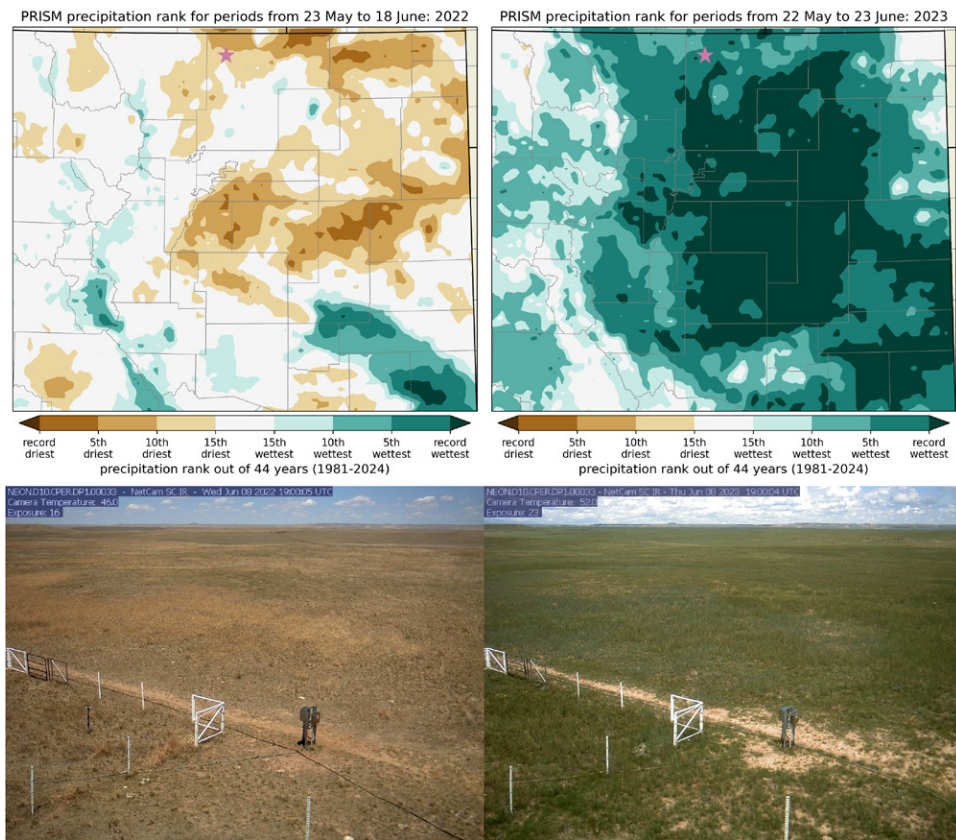 PRISM precipitation rank for periods from 23 May to 18 June: 2022
PRISM precipitation rank for periods from 22 May to 23 June: 2023
record driest 5th driest 10th driest 15th driest 15th wettest 10th wettest 5th wettest record wettest
precipitation rank out of 44 years (1981-2024)
record driest 5th driest 10th driest 15th driest 15th wettest 10th wettest 5th wettest record wettest
precipitation rank out of 44 years (1981-2024)
NEON.D10.CPER.DP1.00033 - NetCam SC IR - Wed Jun 08 2022 19:00:05 UTC
Camera Temperature: 46.0
Exposure: 16
NEON.D10.CPER.DP1.00033 - NetCam SC IR - Thu Jun 08 2023 19:00:04 UTC
Camera Temperature: 52.0
Exposure: 23